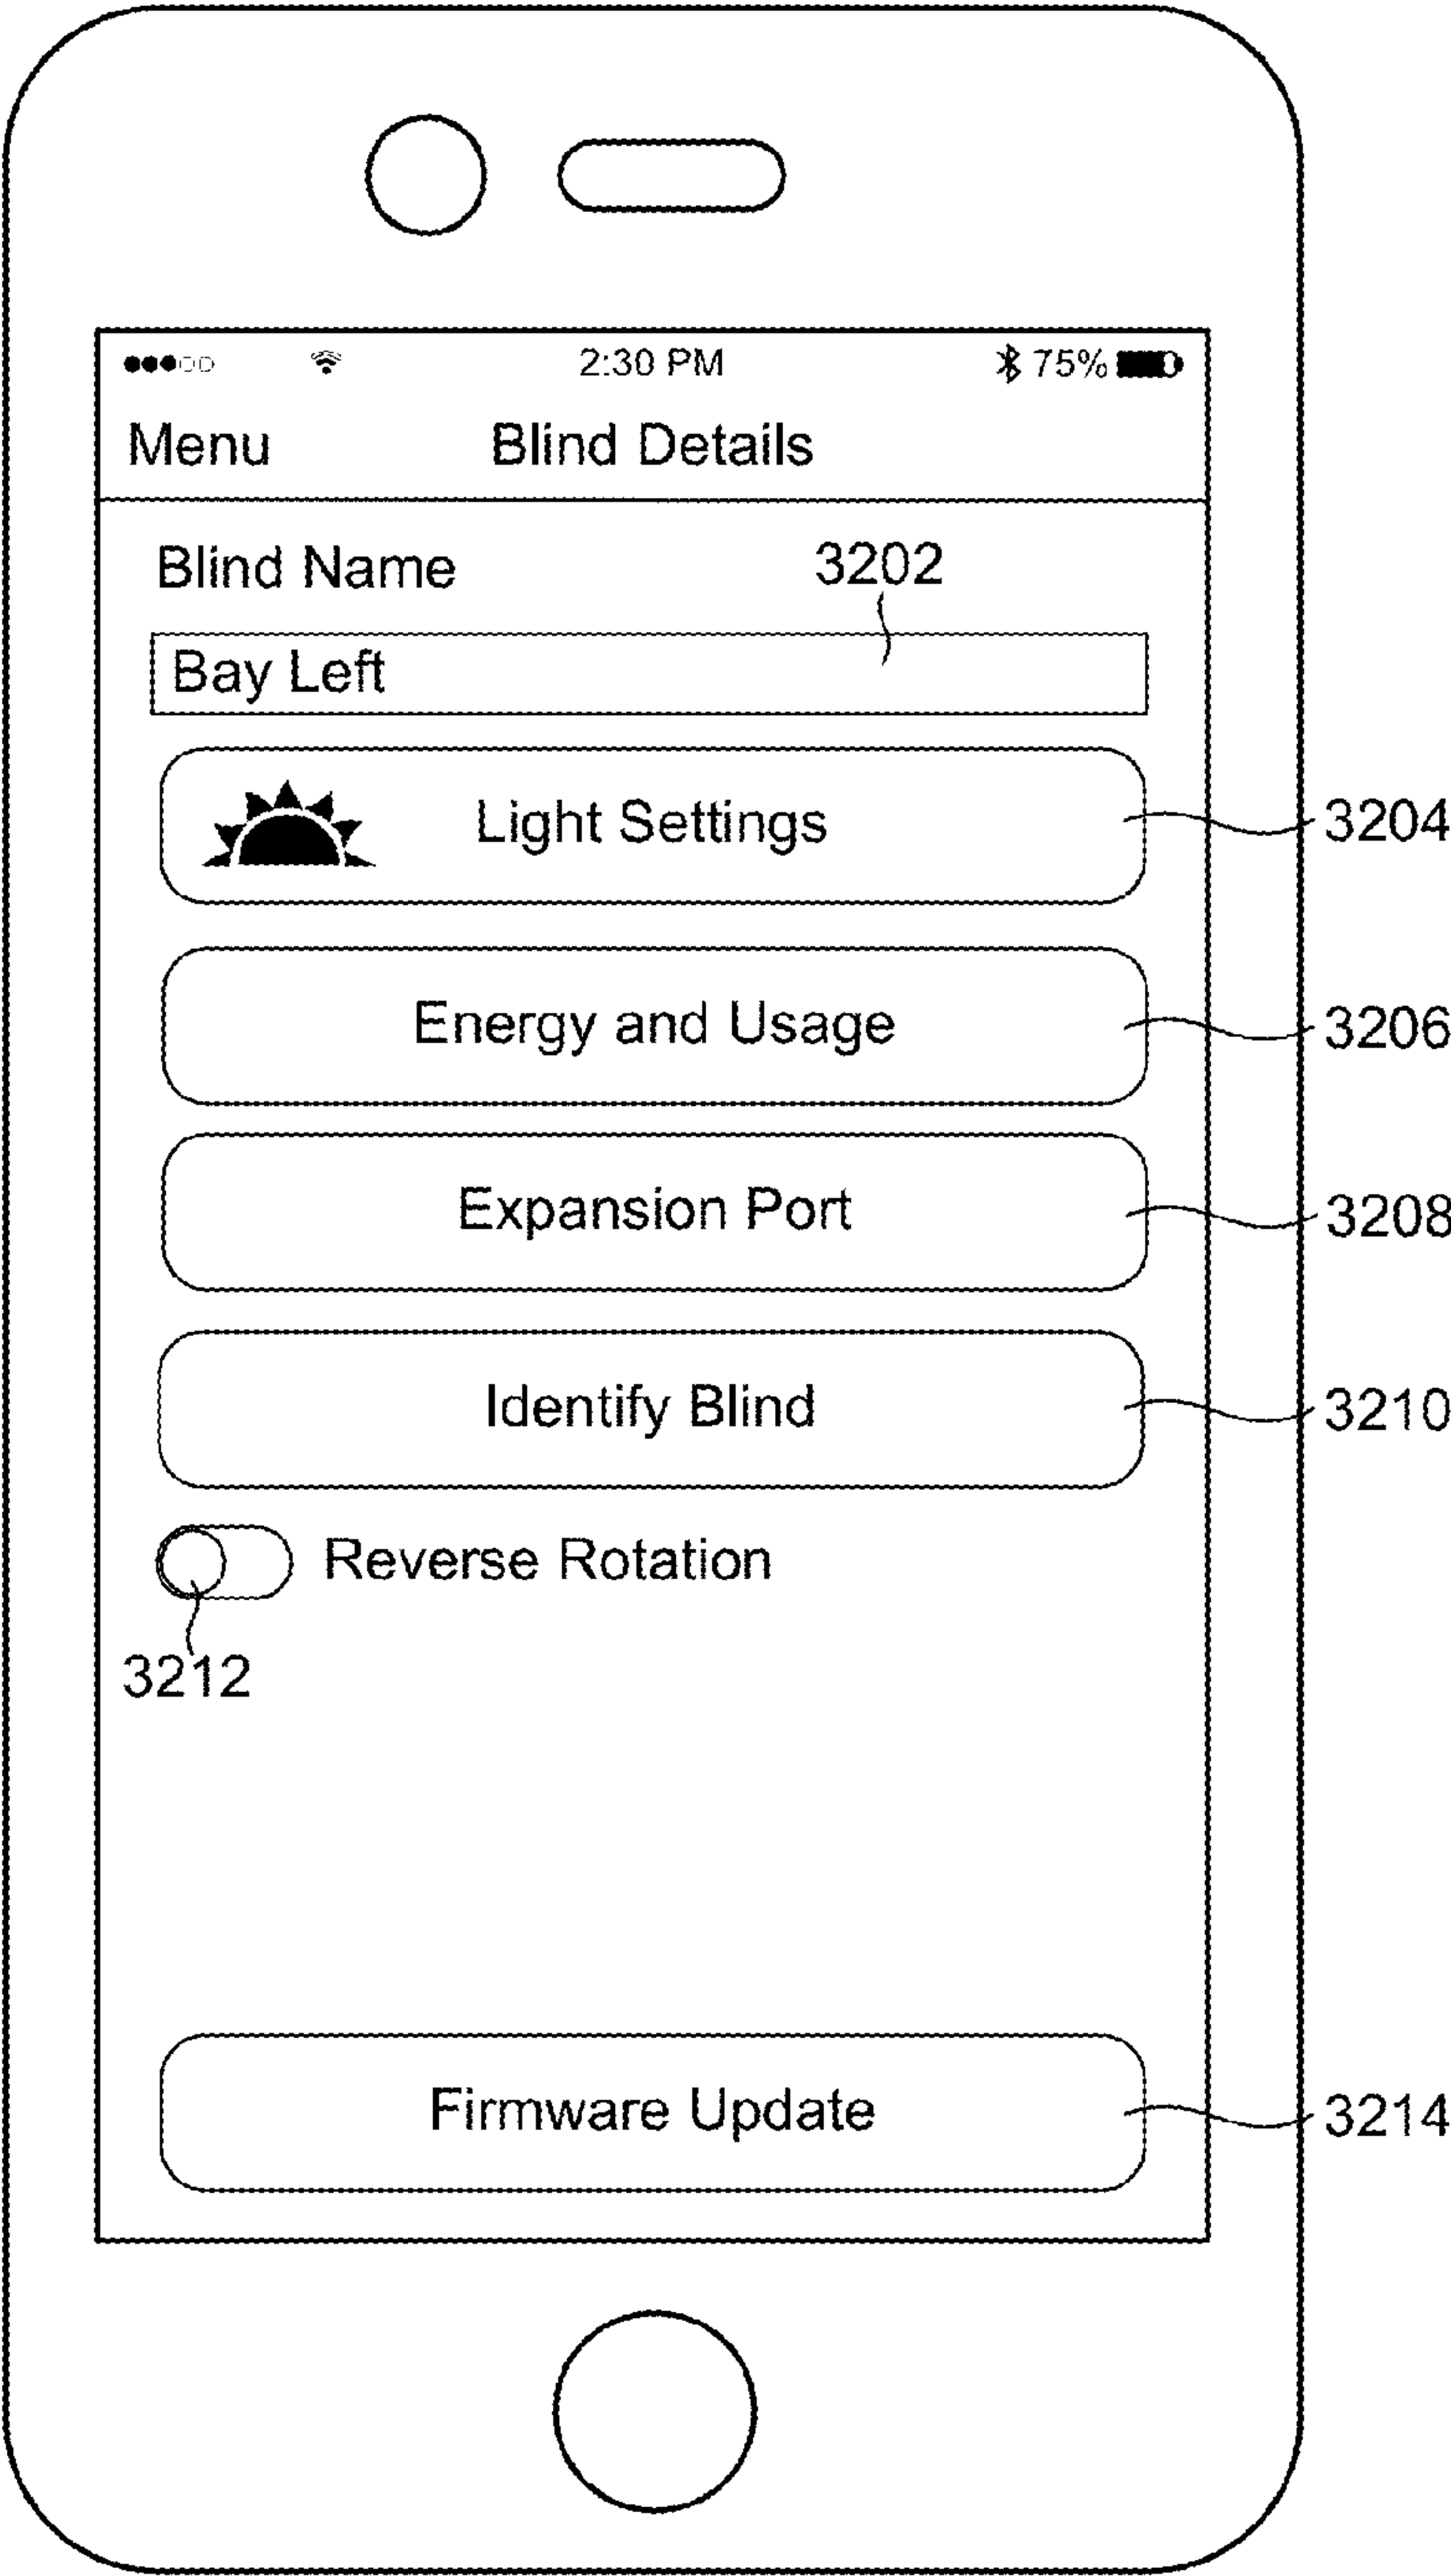 2:30 PM 75%
Menu Blind Details
Blind Name 3202
Bay Left
Light Settings 3204
Energy and Usage 3206
Expansion Port 3208
Identify Blind 3210
Reverse Rotation
3212
Firmware Update 3214